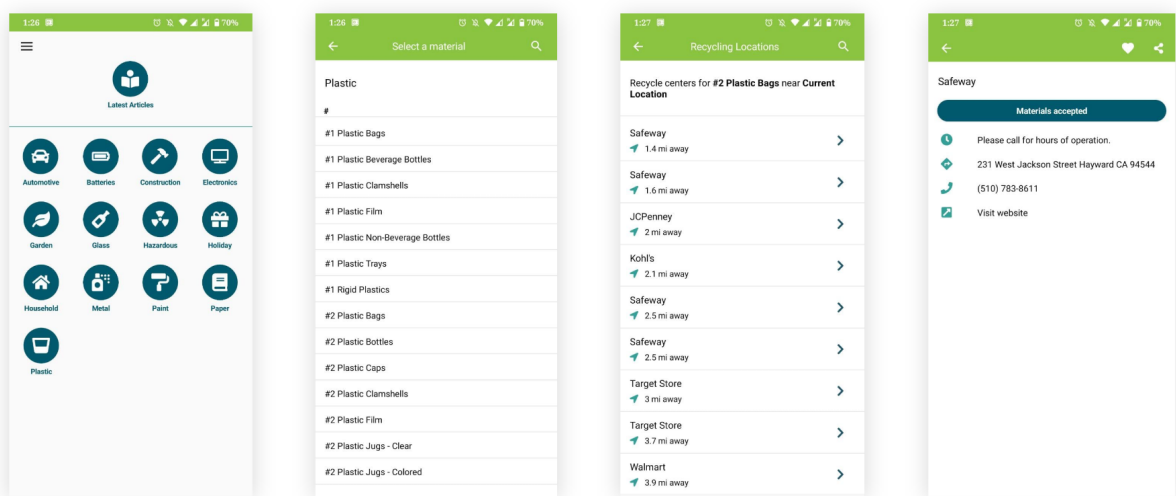 1:26 70%
Latest Articles
Automotive Batteries Construction Electronics
Garden Glass Hazardous Holiday
Household Metal Paint Paper
Plastic
1:26 70%
Select a material
Plastic
#
#1 Plastic Bags
#1 Plastic Beverage Bottles
#1 Plastic Clamshells
#1 Plastic Film
#1 Plastic Non-Beverage Bottles
#1 Plastic Trays
#1 Rigid Plastics
#2 Plastic Bags
#2 Plastic Bottles
#2 Plastic Caps
#2 Plastic Clamshells
#2 Plastic Film
#2 Plastic Jugs - Clear
#2 Plastic Jugs - Colored
1:27 70%
Recycling Locations
Recycle centers for #2 Plastic Bags near Current
Location
Safeway
1.4 mi away
Safeway
1.6 mi away
JCPenney
2 mi away
Kohl's
2.1 mi away
Safeway
2.5 mi away
Safeway
2.5 mi away
Target Store
3 mi away
Target Store
3.7 mi away
Walmart
3.9 mi away
1:27 70%
Safeway
Materials accepted
Please call for hours of operation.
231 West Jackson Street Hayward CA 94544
(510) 783-8611
Visit website